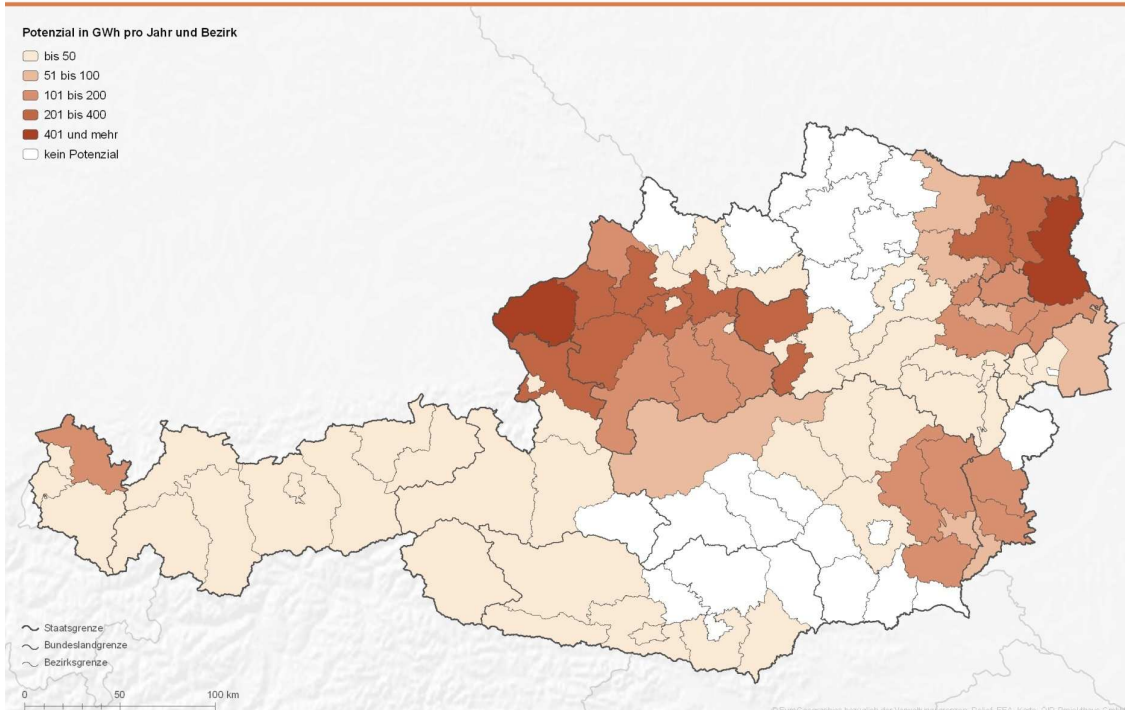 Potenzial in GWh pro Jahr und Bezirk
bis 50
51 bis 100
101 bis 200
201 bis 400
401 und mehr
kein Potenzial
Staatsgrenze
Bundeslandgrenze
Bezirksgrenze
0 50 100 km